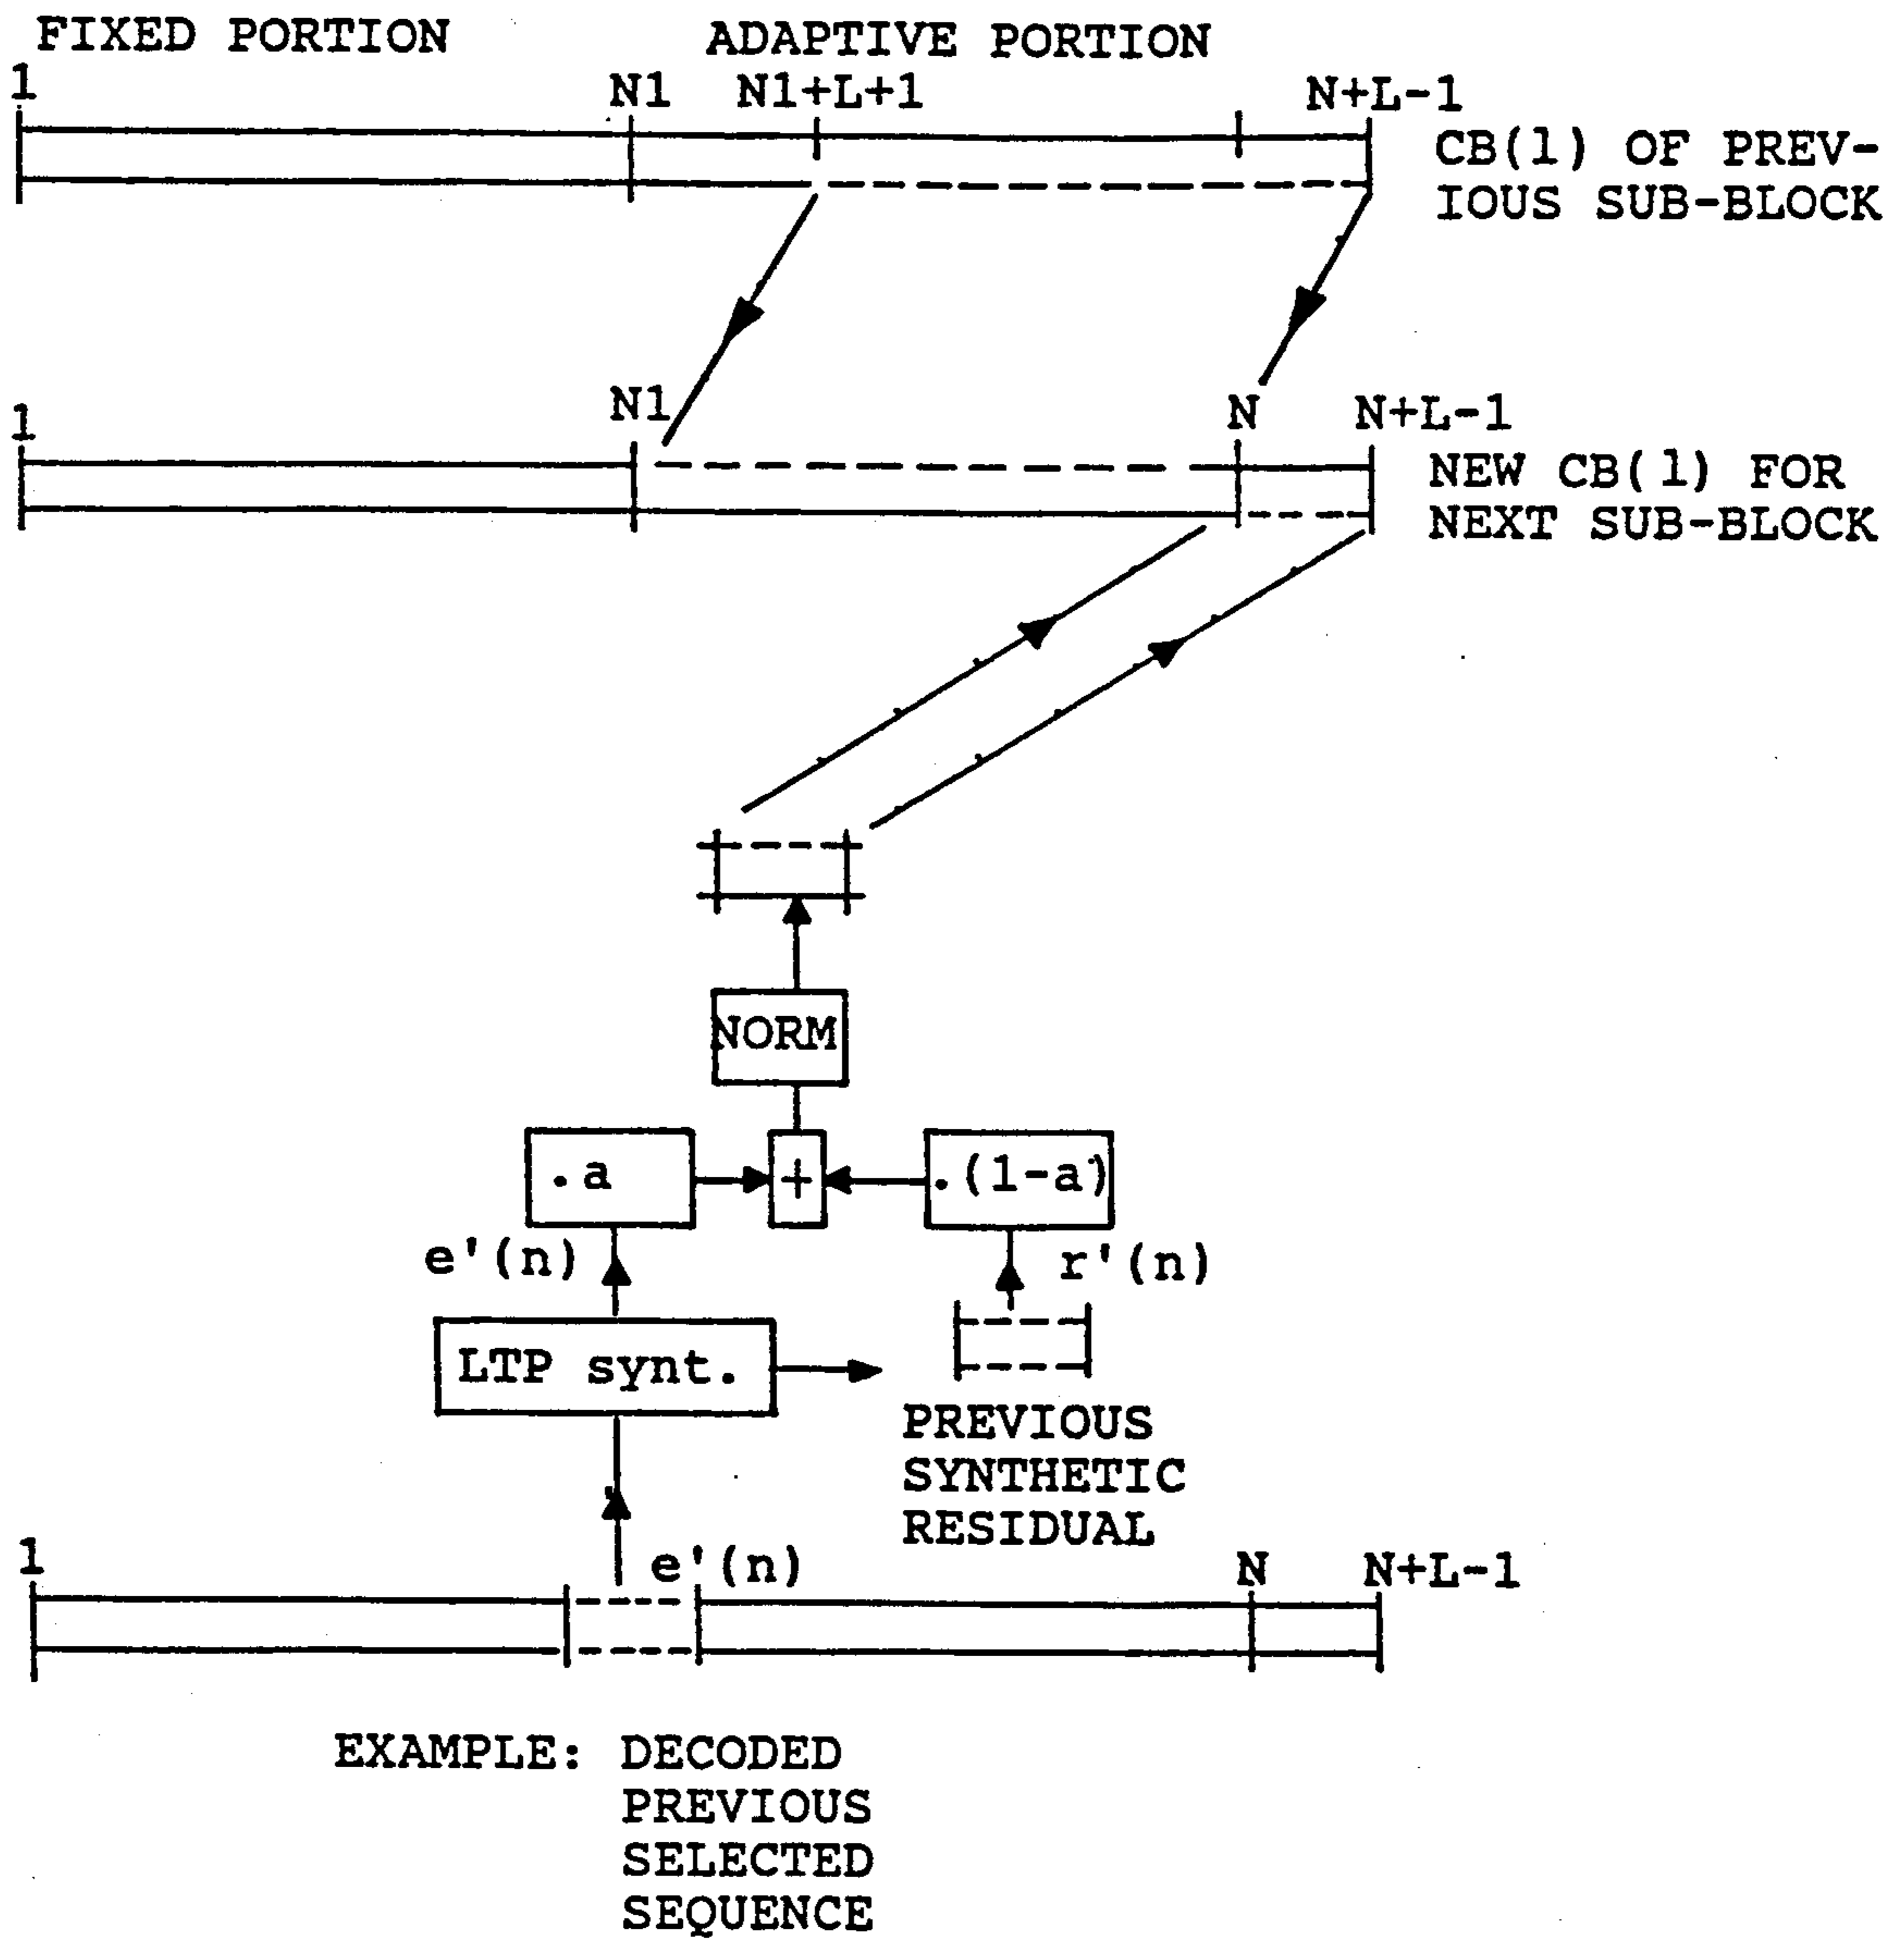 FIXED PORTION ADAPTIVE PORTION
1 N1 N1+L+1 N+L-1
CB(l) OF PREV-
IOUS SUB-BLOCK
1 N1 N N+L-1
NEW CB(l) FOR
NEXT SUB-BLOCK
NORM
.a + .(1-a)
e'(n) r'(n)
LTP synt.
PREVIOUS
SYNTHETIC
RESIDUAL
1 e'(n) N N+L-1
EXAMPLE: DECODED
PREVIOUS
SELECTED
SEQUENCE